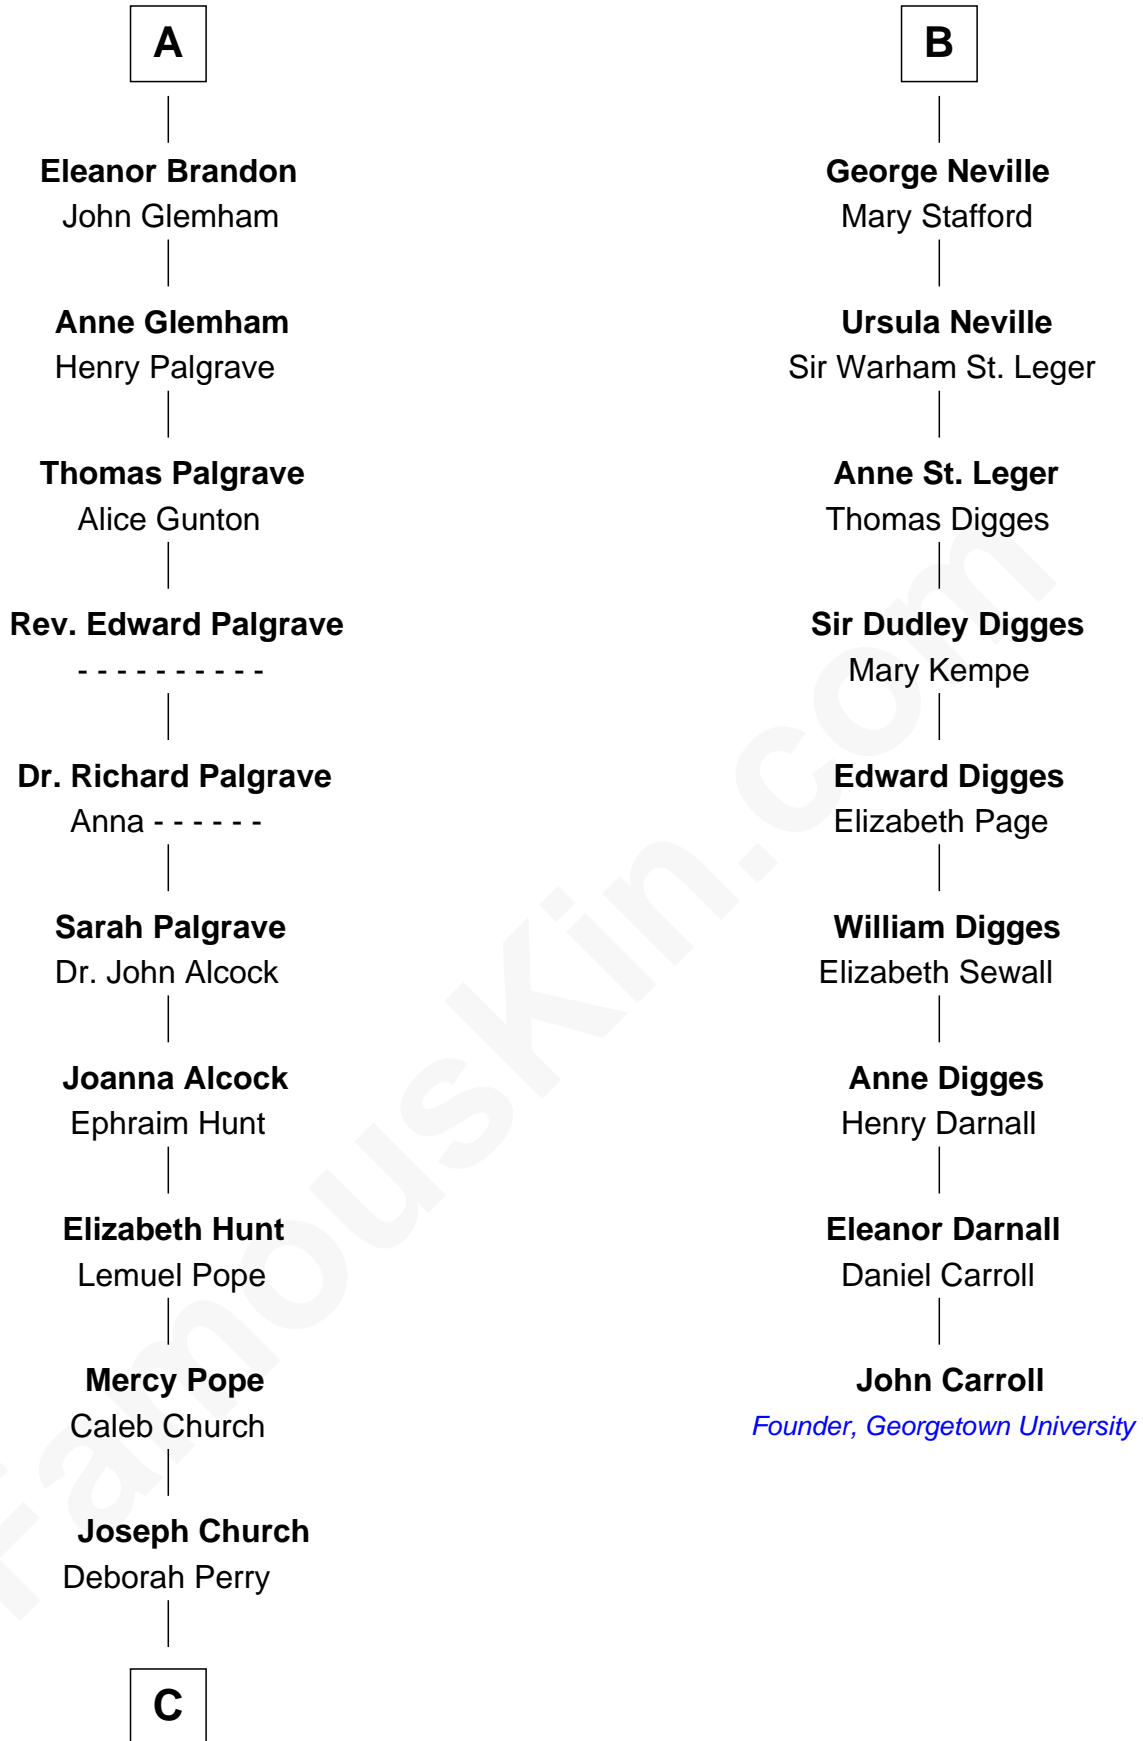 A
Eleanor Brandon
John Glemham
Anne Glemham
Henry Palgrave
Thomas Palgrave
Alice Gunton
Rev. Edward Palgrave
- - - - - - - - - -
Dr. Richard Palgrave
Anna - - - - - -
Sarah Palgrave
Dr. John Alcock
Joanna Alcock
Ephraim Hunt
Elizabeth Hunt
Lemuel Pope
Mercy Pope
Caleb Church
Joseph Church
Deborah Perry
C
B
George Neville
Mary Stafford
Ursula Neville
Sir Warham St. Leger
Anne St. Leger
Thomas Digges
Sir Dudley Digges
Mary Kempe
Edward Digges
Elizabeth Page
William Digges
Elizabeth Sewall
Anne Digges
Henry Darnall
Eleanor Darnall
Daniel Carroll
John Carroll
Founder, Georgetown University
FamousKin.com